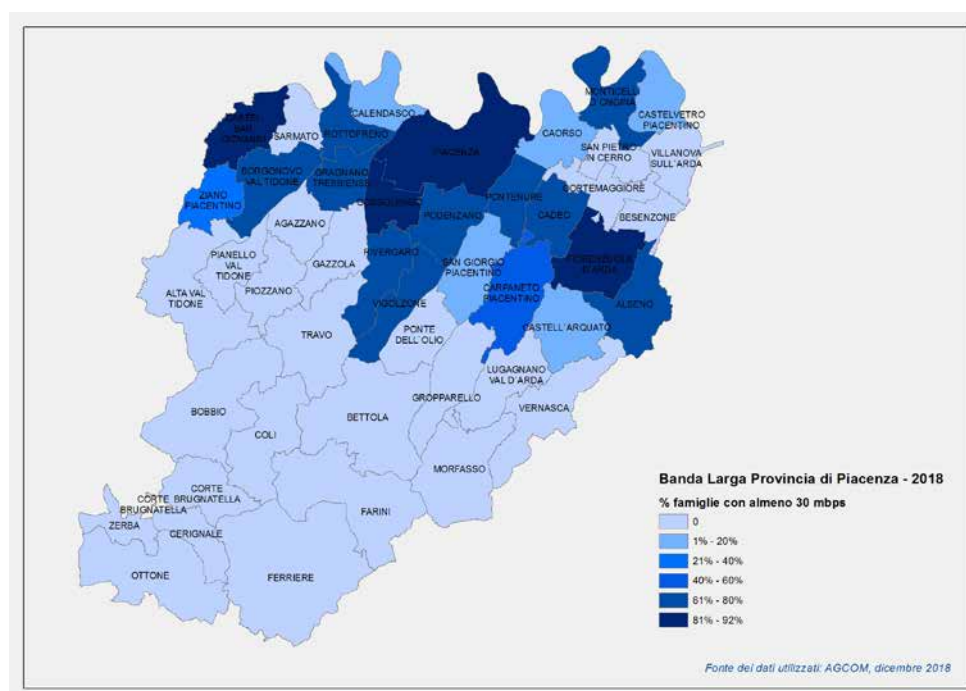 MONTICELLI
D'ONGINA
CALENDASCO
CASTELVETRO
PIACENTINO
CASTEL
SAN
GIOVANNI
SARMATO
ROTTOFRENO
CAORSO
PIACENZA
SAN PIETRO
IN CERRO
VILLANOVA
SULL'ARDA
BORGONOVO
VAL TIDONE
GRAGNANO
TREBBIENSE
CORTEMAGGIORE
ZIANO
PIACENTINO
GOSSOLENGO
PONTENURE
PODENZANO
CADEO
BESENZONE
AGAZZANO
RIVERGARO
FIORENZUOLA
D'ARDA
PIANELLO
VAL
TIDONE
GAZZOLA
SAN GIORGIO
PIACENTINO
CARPANETO
PIACENTINO
ALTA VAL
TIDONE
PIOZZANO
VIGOLZONE
ALSENO
TRAVO
PONTE
DELL'OLIO
CASTELL'ARQUATO
LUGAGNANO
VAL D'ARDA
GROPPARELLO
VERNASCA
BOBBIO
BETTOLA
COLI
MORFASSO
CORTE
BRUGNATELLA
CORTE
BRUGNATELLA
FARINI
ZERBA
CERIGNALE
OTTONE
FERRIERE
Banda Larga Provincia di Piacenza - 2018
% famiglie con almeno 30 mbps
0
1% - 20%
21% - 40%
40% - 60%
61% - 80%
81% - 92%
Fonte dei dati utilizzati: AGCOM, dicembre 2018